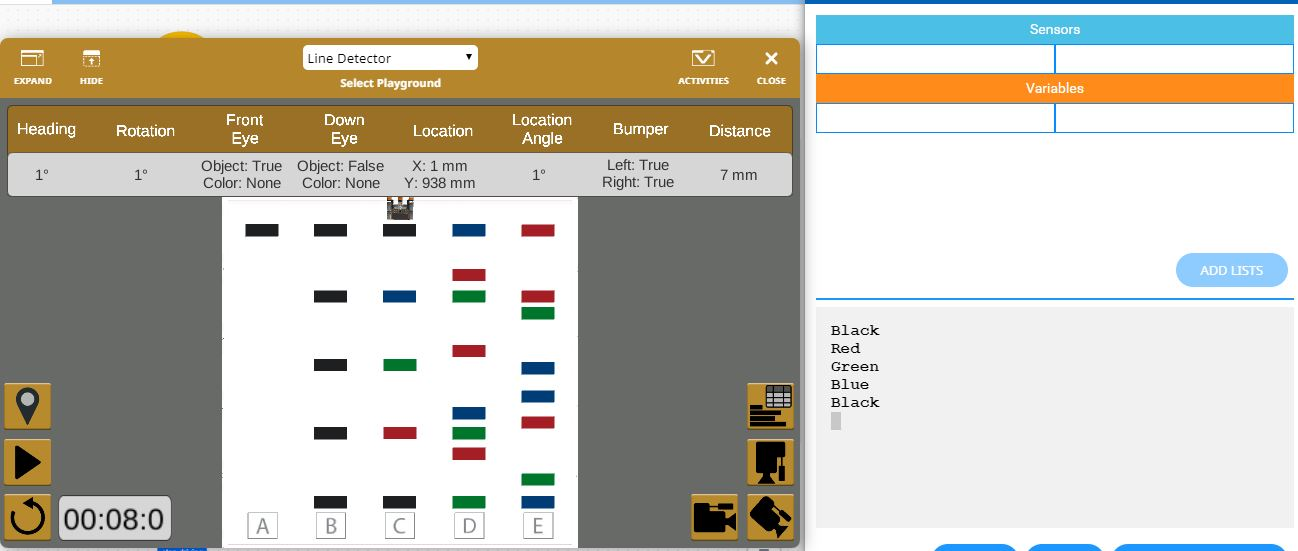 Line Detector
EXPAND
HIDE
Select Playground
ACTIVITIES
CLOSE
Heading
Rotation
Front
Eye
Down
Eye
Location
Location
Angle
Bumper
Distance
1°
1°
Object: True
Color: None
Object: False
Color: None
X: 1 mm
Y: 938 mm
1°
Left: True
Right: True
7 mm
00:08:0
A
B
C
D
E
Sensors
Variables
ADD LISTS
Black
Red
Green
Blue
Black